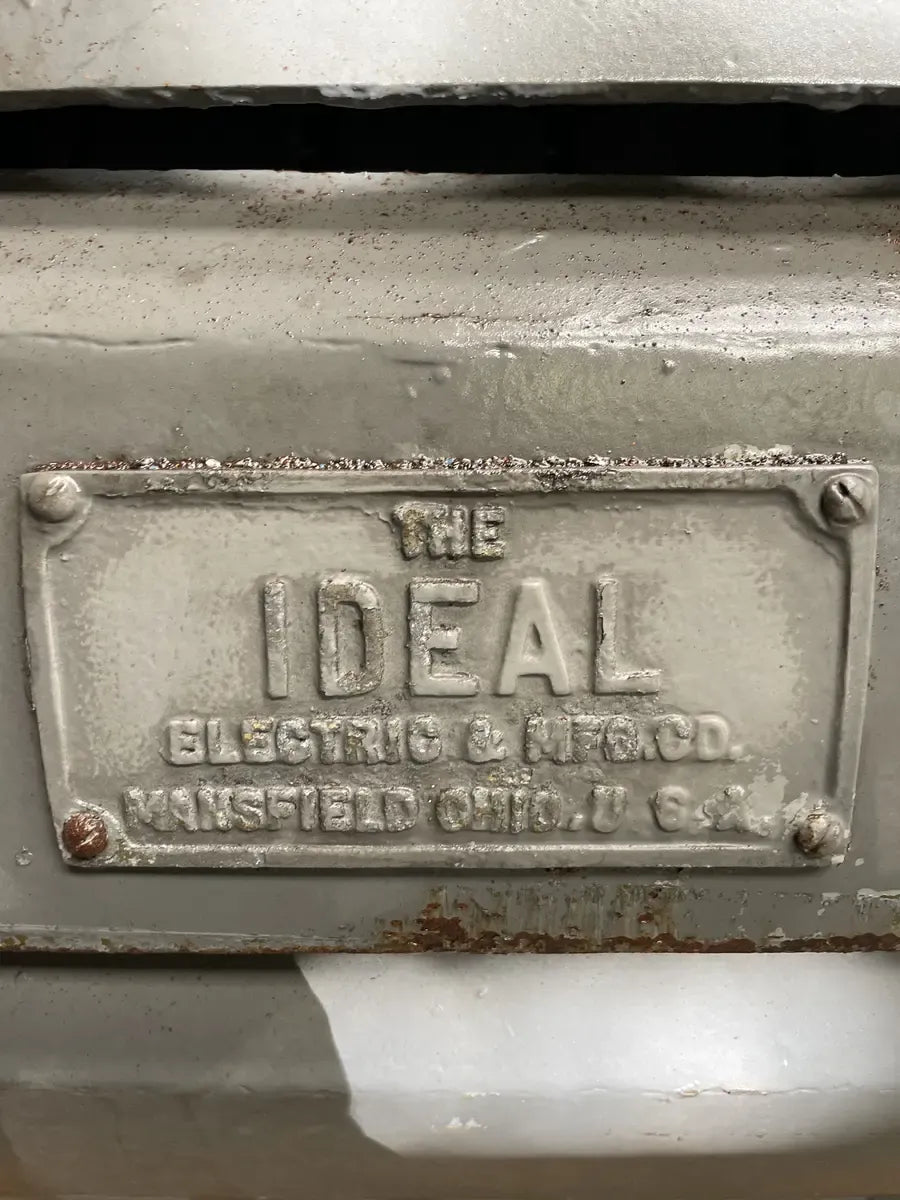 THE
IDEAL
ELECTRIC & MFG.CO.
MANSFIELD OHIO. U S.A.